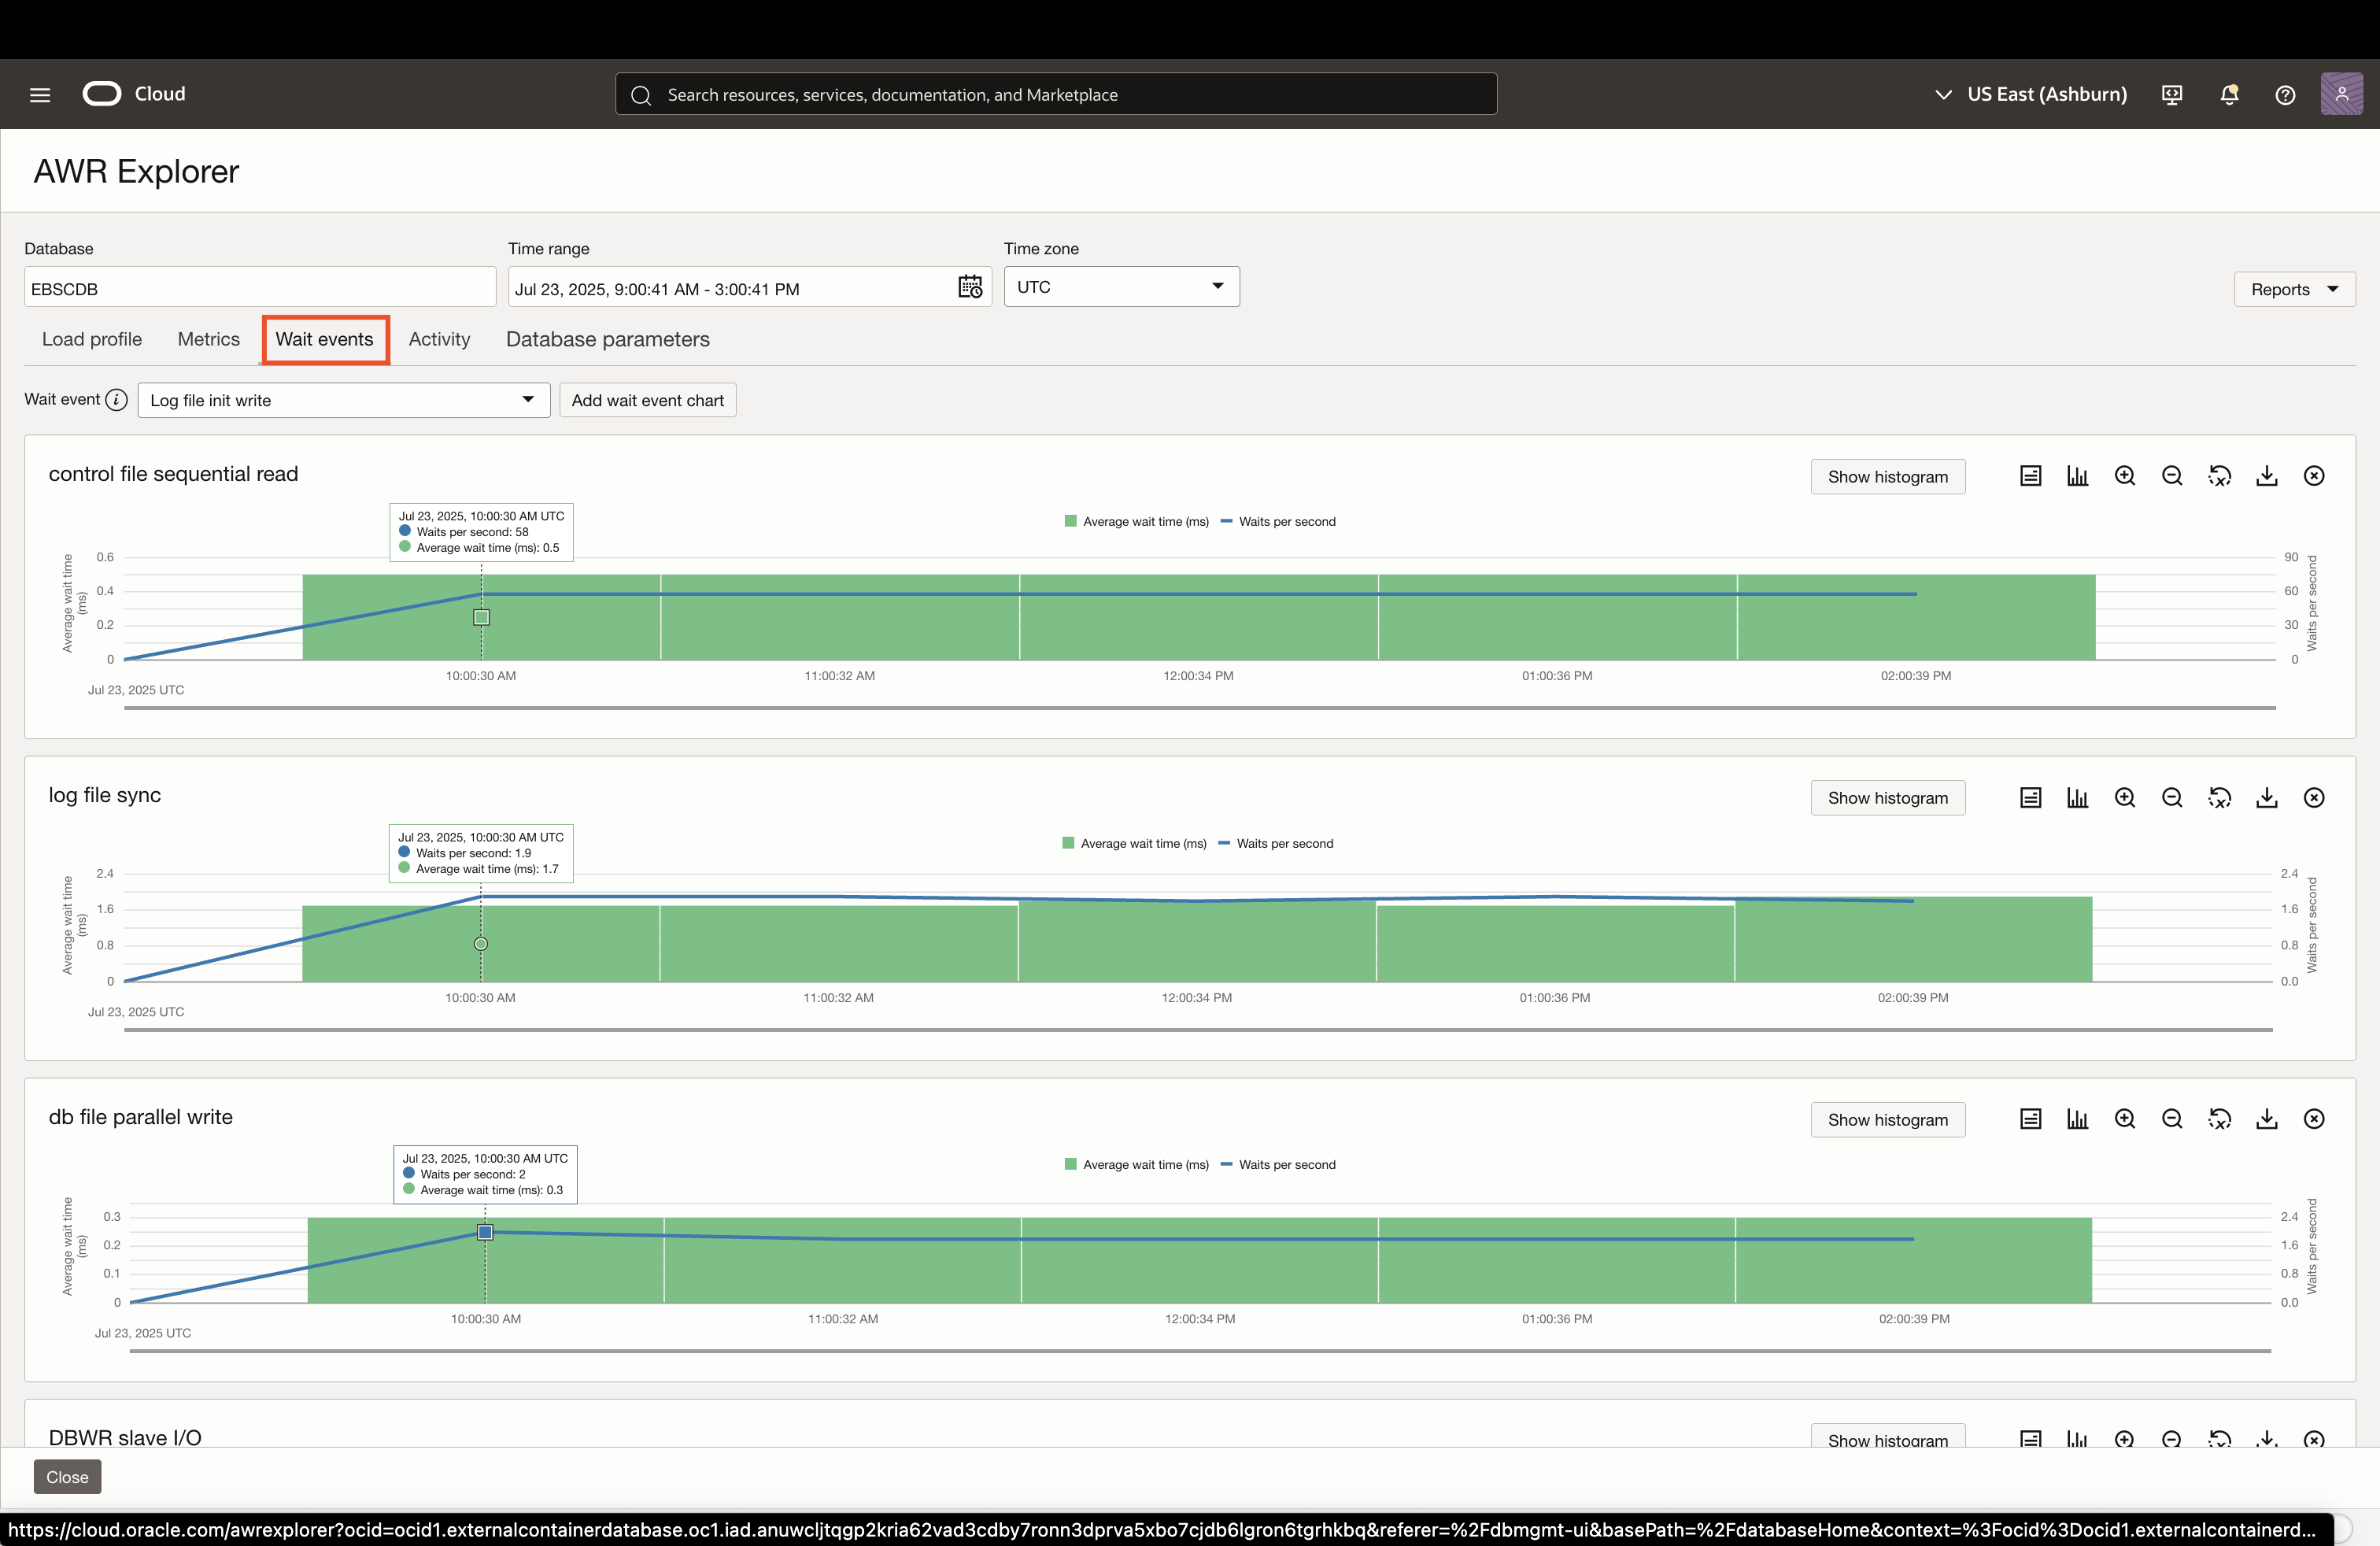 Cloud
Search resources, services, documentation, and Marketplace
US East (Ashburn)
AWR Explorer
Database
Time range
Time zone
EBSCDB
Jul 23, 2025, 9:00:41 AM - 3:00:41 PM
UTC
Reports
Load profile
Metrics
Wait events
Activity
Database parameters
Wait event
Log file init write
Add wait event chart
control file sequential read
Show histogram
Jul 23, 2025, 10:00:30 AM UTC
Waits per second: 58
Average wait time (ms): 0.5
Average wait time (ms)
Waits per second
Average wait time
(ms)
0.6
0.4
0.2
0
90
60
30
0
Waits per second
10:00:30 AM
11:00:32 AM
12:00:34 PM
01:00:36 PM
02:00:39 PM
Jul 23, 2025 UTC
log file sync
Show histogram
Jul 23, 2025, 10:00:30 AM UTC
Waits per second: 1.9
Average wait time (ms): 1.7
Average wait time (ms)
Waits per second
Average wait time
(ms)
2.4
1.6
0.8
0
2.4
1.6
0.8
0.0
Waits per second
10:00:30 AM
11:00:32 AM
12:00:34 PM
01:00:36 PM
02:00:39 PM
Jul 23, 2025 UTC
db file parallel write
Show histogram
Jul 23, 2025, 10:00:30 AM UTC
Waits per second: 2
Average wait time (ms): 0.3
Average wait time (ms)
Waits per second
Average wait time
(ms)
0.3
0.2
0.1
0
2.4
1.6
0.8
0.0
Waits per second
10:00:30 AM
11:00:32 AM
12:00:34 PM
01:00:36 PM
02:00:39 PM
Jul 23, 2025 UTC
DBWR slave I/O
Show histogram
Close
https://cloud.oracle.com/awrexplorer?ocid=ocid1.externalcontainerdatabase.oc1.iad.anuwcljtqgp2kria62vad3cdby7ronn3dprva5xbo7cjdb6lgron6tgrhkbq&referer=%2Fdbmgmt-ui&basePath=%2FdatabaseHome&context=%3Focid%3Docid1.externalcontainerd...